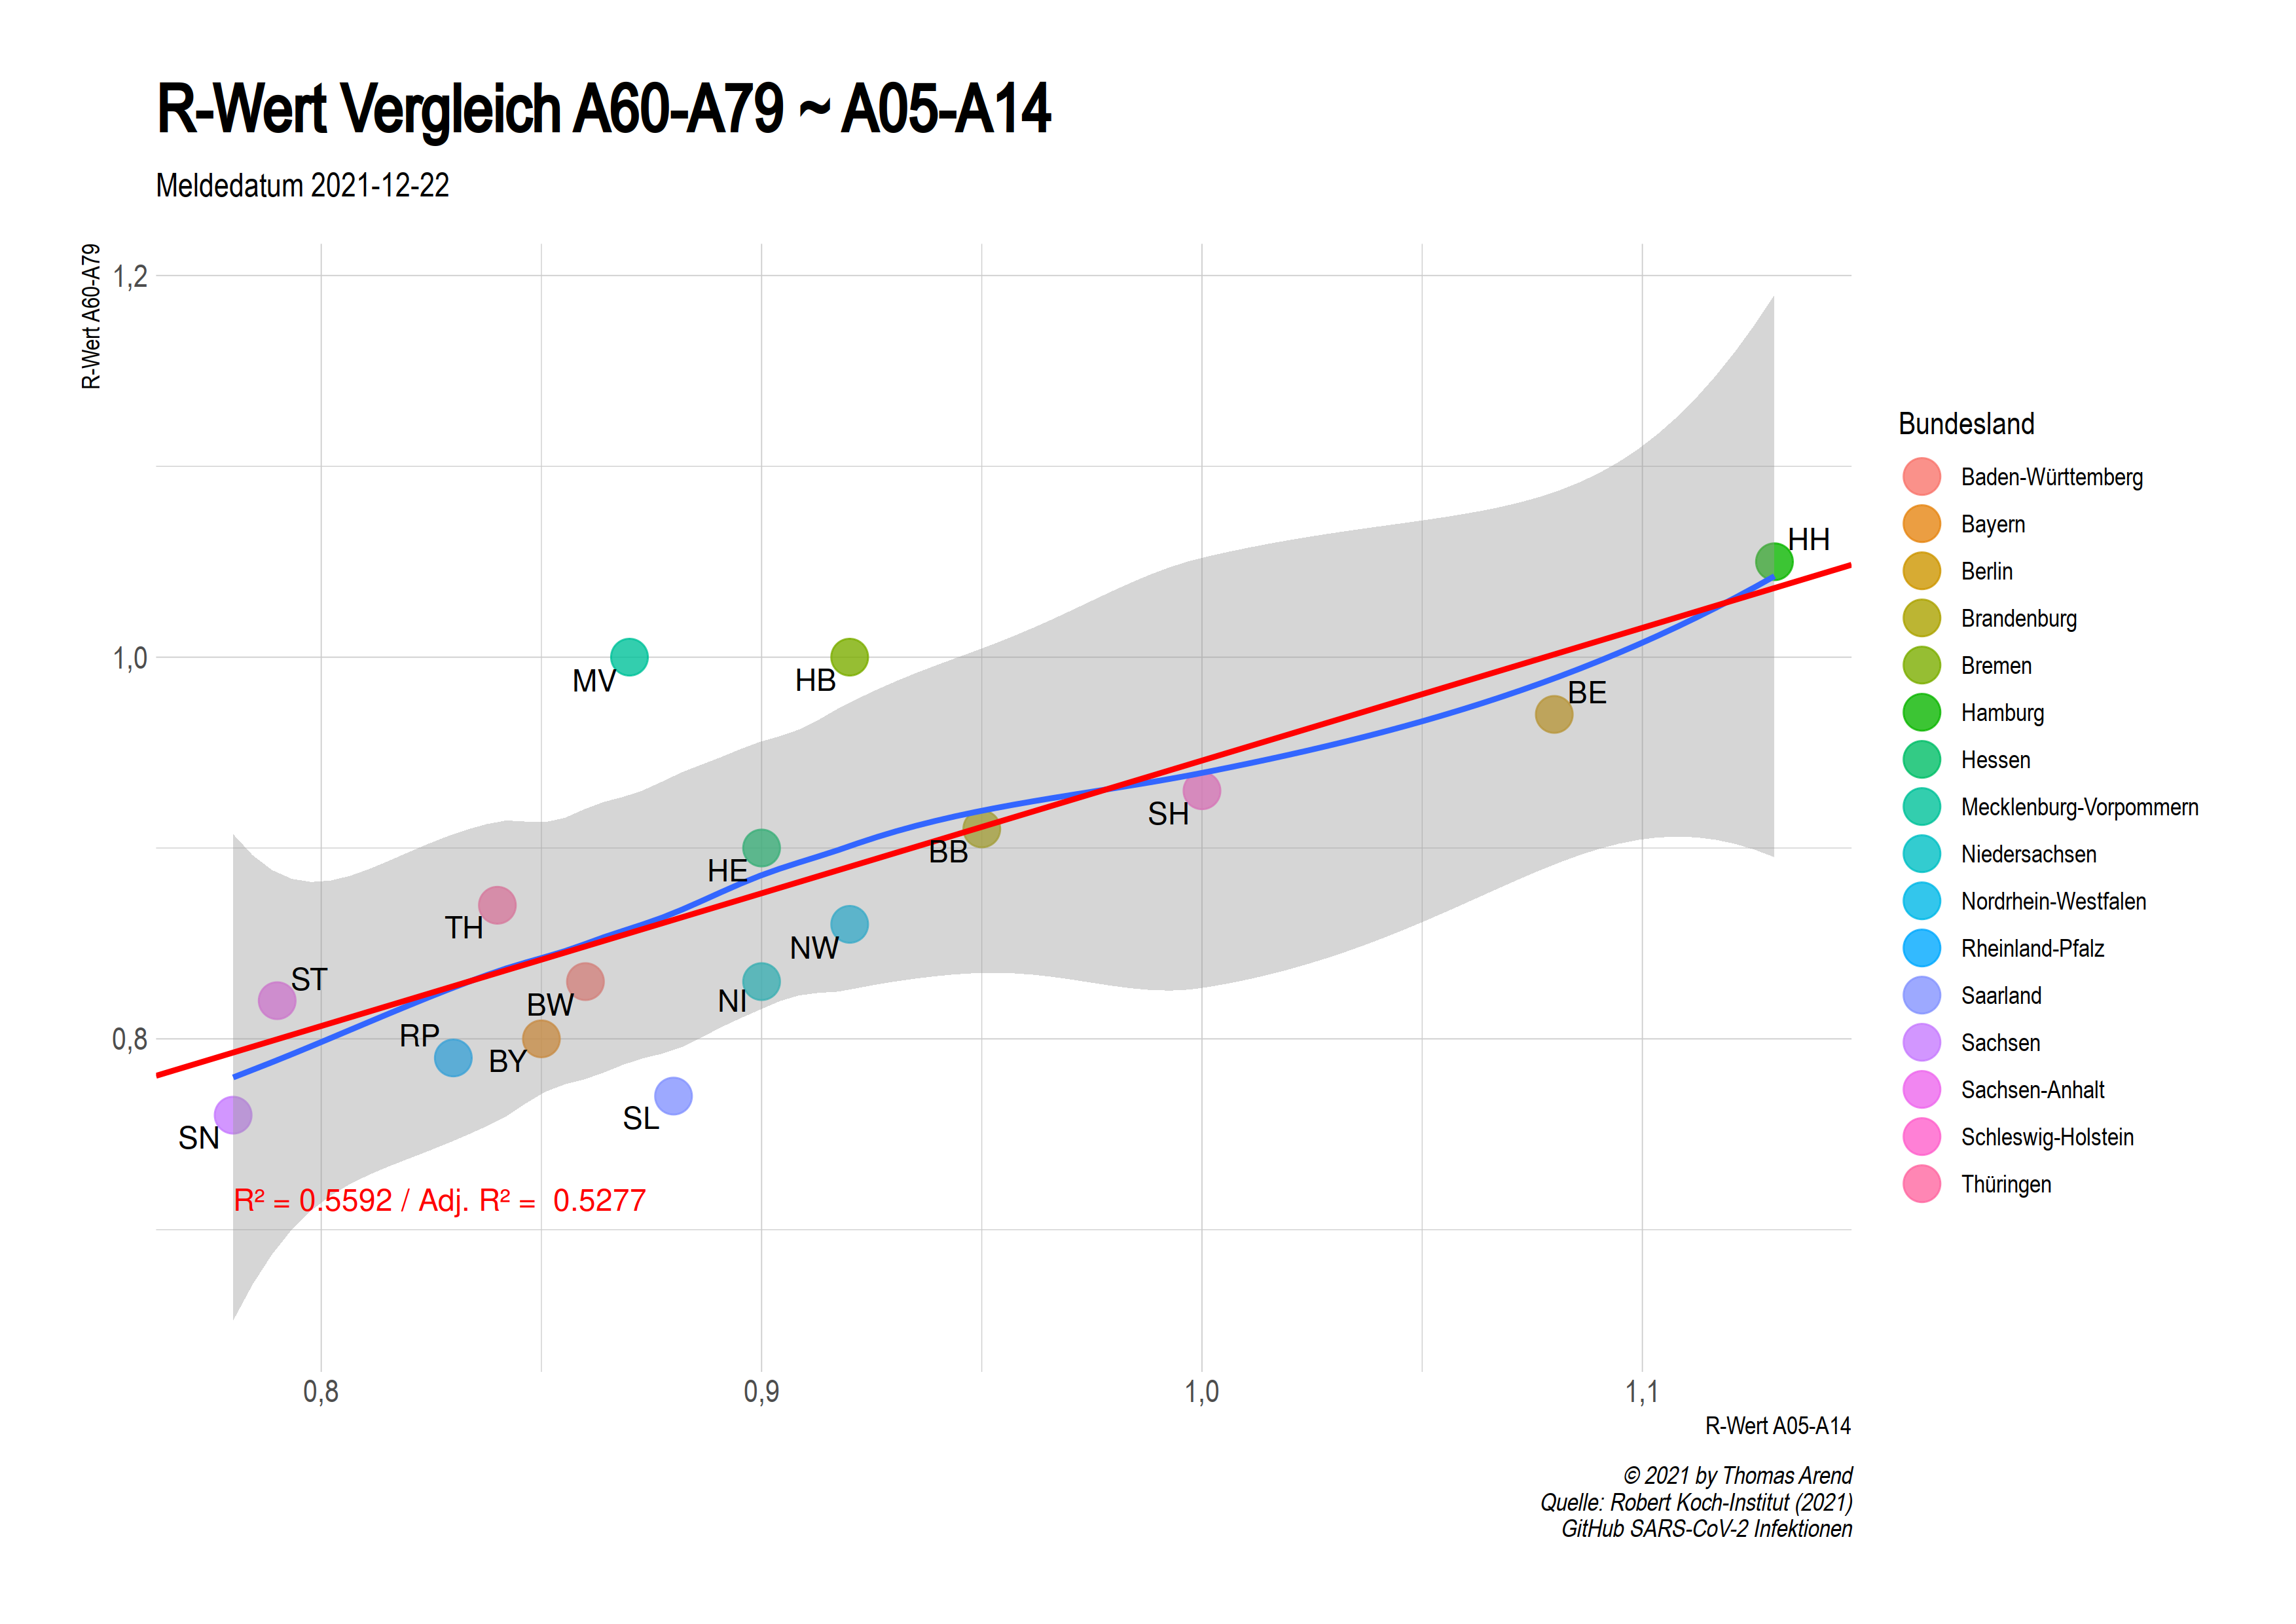 R-Wert Vergleich A60-A79 ~ A05-A14
Meldedatum 2021-12-22
R-Wert A60-A79
1,2
1,0
0,8
HH
MV
HB
BE
SH
BB
HE
TH
NW
ST
BW
NI
RP
BY
SL
SN
R² = 0.5592 / Adj. R² =  0.5277
0,8
0,9
1,0
1,1
R-Wert A05-A14
Bundesland
Baden-Württemberg
Bayern
Berlin
Brandenburg
Bremen
Hamburg
Hessen
Mecklenburg-Vorpommern
Niedersachsen
Nordrhein-Westfalen
Rheinland-Pfalz
Saarland
Sachsen
Sachsen-Anhalt
Schleswig-Holstein
Thüringen
© 2021 by Thomas Arend
Quelle: Robert Koch-Institut (2021)
GitHub SARS-CoV-2 Infektionen